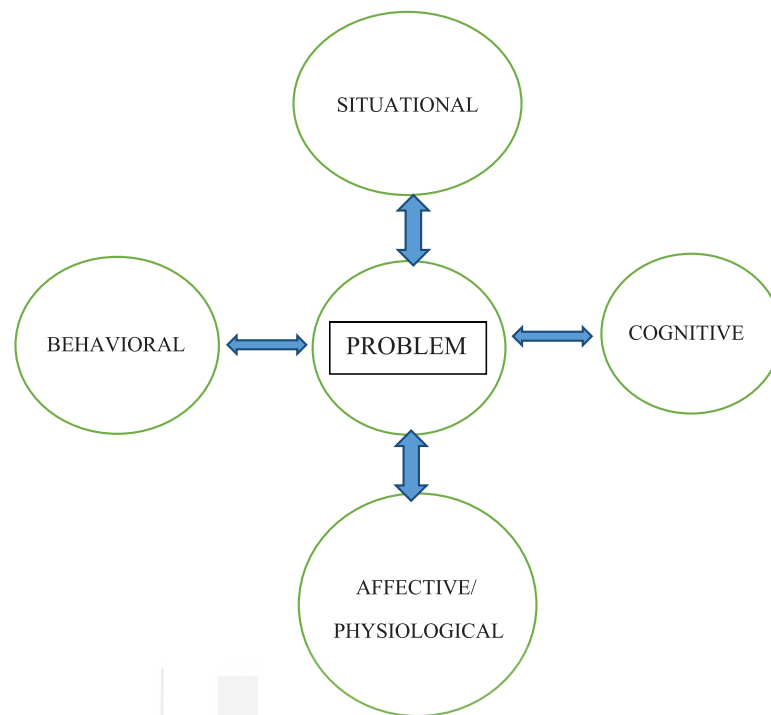 SITUATIONAL
BEHAVIORAL
PROBLEM
COGNITIVE
AFFECTIVE/
PHYSIOLOGICAL